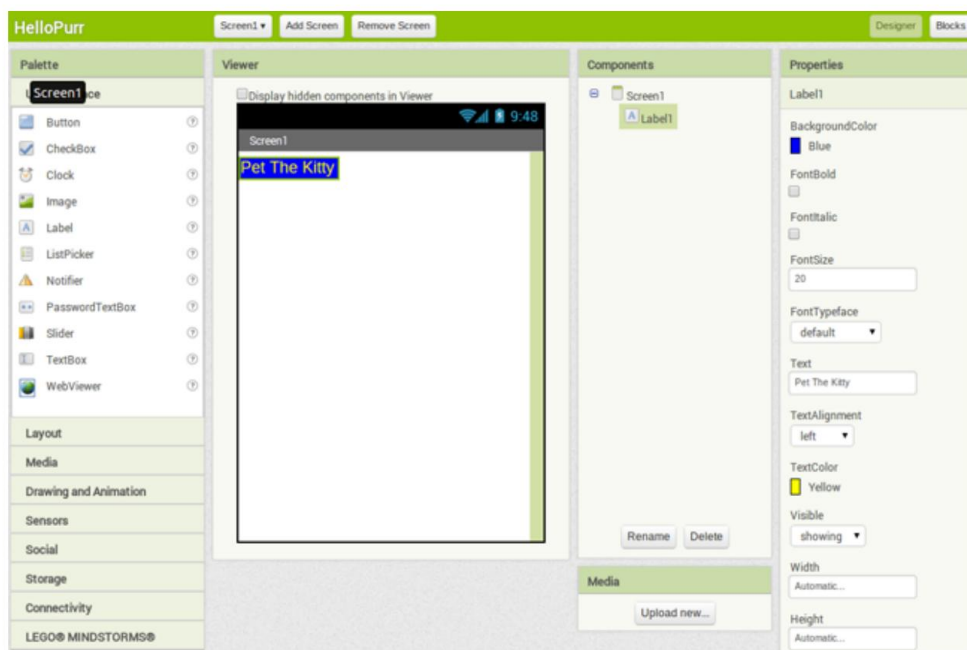 HelloPurr
Screen1 ▾
Add Screen
Remove Screen
Designer
Blocks
Palette
Screen1
Button
CheckBox
Clock
Image
Label
ListPicker
Notifier
PasswordTextBox
Slider
TextBox
WebViewer
Layout
Media
Drawing and Animation
Sensors
Social
Storage
Connectivity
LEGO® MINDSTORMS®
Viewer
Display hidden components in Viewer
9:48
Screen1
Pet The Kitty
Components
Screen1
A Label1
Rename
Delete
Media
Upload new...
Properties
Label1
BackgroundColor
Blue
FontBold
FontItalic
FontSize
20
FontTypeface
default
Text
Pet The Kitty
TextAlignment
left
TextColor
Yellow
Visible
showing
Width
Automatic...
Height
Automatic...